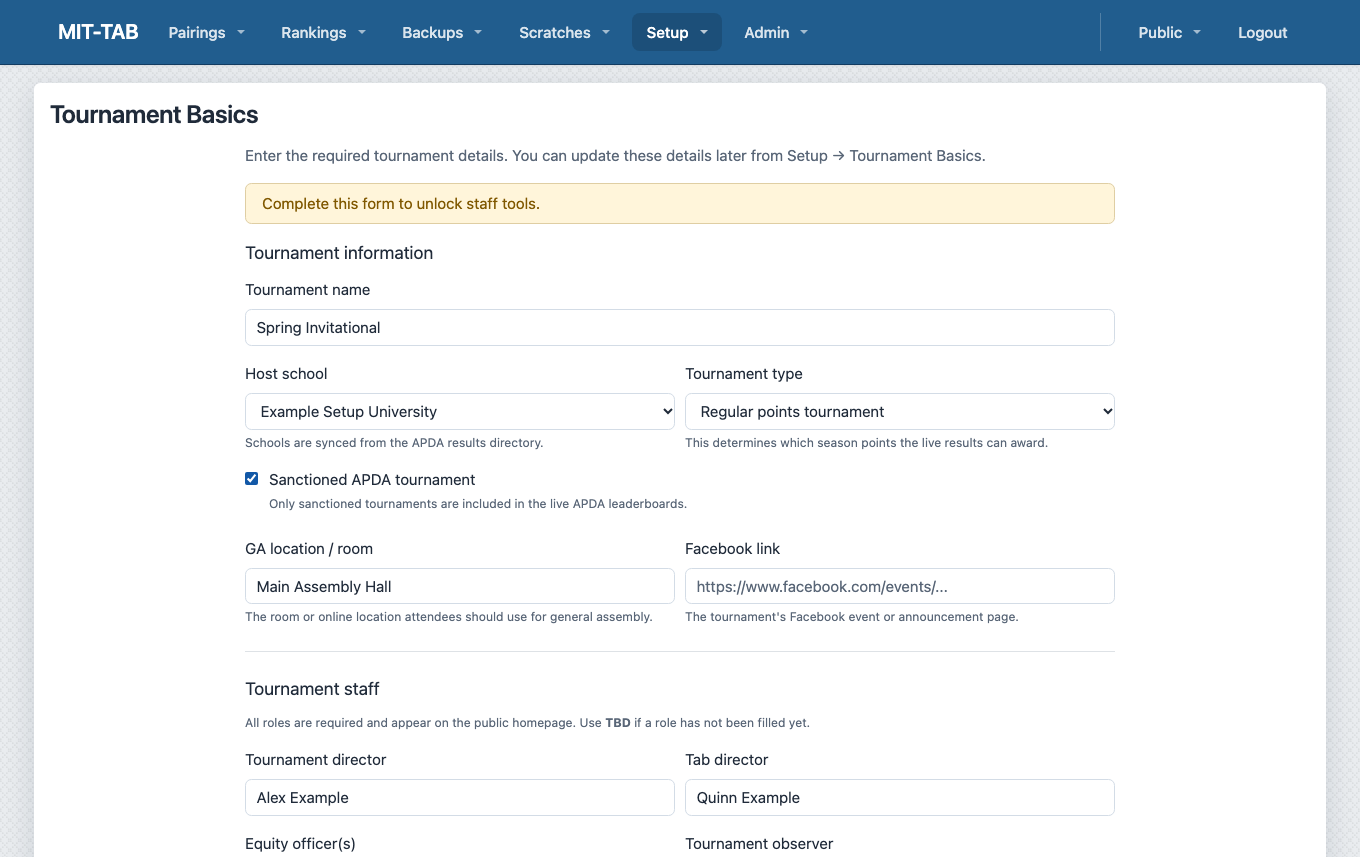 MIT-TAB Pairings Rankings Backups Scratches Setup Admin Public Logout
Tournament Basics
Enter the required tournament details. You can update these details later from Setup → Tournament Basics.
Complete this form to unlock staff tools.
Tournament information
Tournament name
Spring Invitational
Host school
Example Setup University
Schools are synced from the APDA results directory.
Tournament type
Regular points tournament
This determines which season points the live results can award.
Sanctioned APDA tournament
Only sanctioned tournaments are included in the live APDA leaderboards.
GA location / room
Main Assembly Hall
The room or online location attendees should use for general assembly.
Facebook link
https://www.facebook.com/events/...
The tournament's Facebook event or announcement page.
Tournament staff
All roles are required and appear on the public homepage. Use TBD if a role has not been filled yet.
Tournament director
Alex Example
Tab director
Quinn Example
Equity officer(s)
Tournament observer